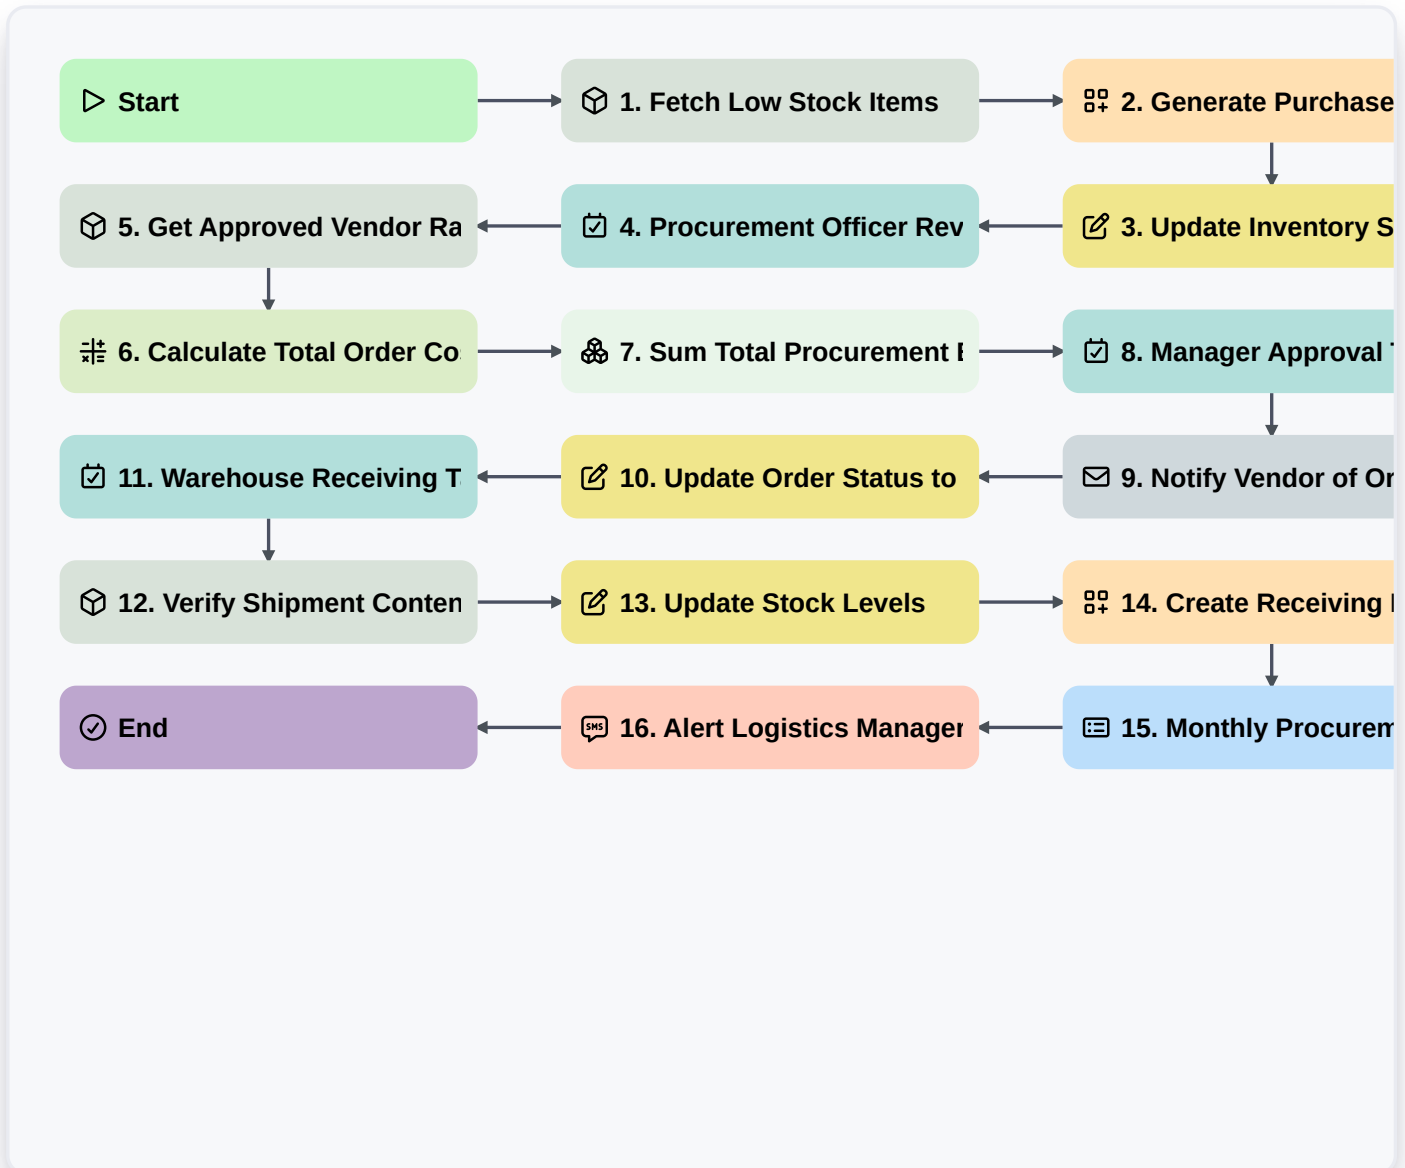 Start
1. Fetch Low Stock Items
2. Generate Purchase
5. Get Approved Vendor
4. Procurement Officer
3. Update Inventory
6. Calculate Total Order
7. Sum Total Procurement
8. Manager Approval
11. Warehouse Receiving
10. Update Order Status to
9. Notify Vendor of
12. Verify Shipment
13. Update Stock Levels
14. Create Receiving
End
16. Alert Logistics Manager
15. Monthly
SMS